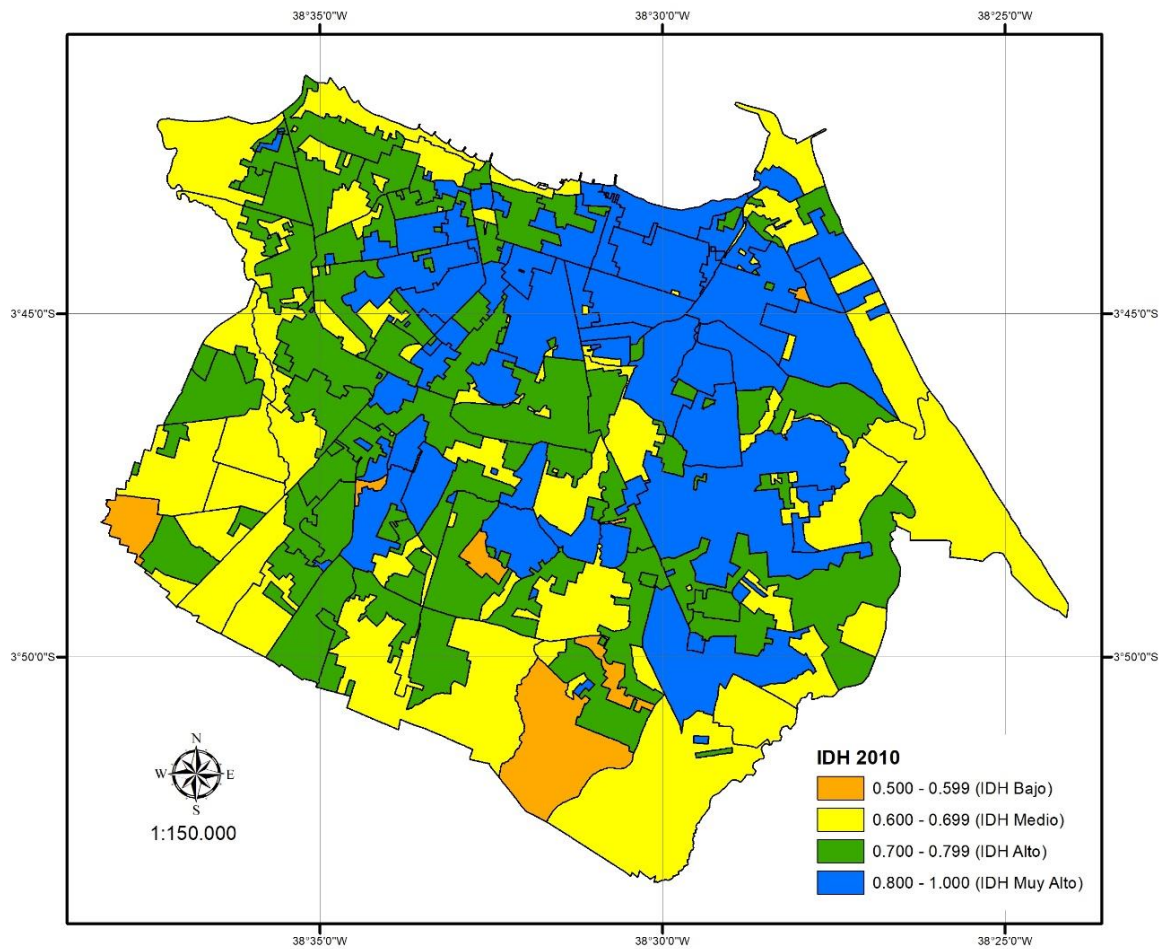 38°35'0"W 38°30'0"W 38°25'0"W
3°45'0"S 3°45'0"S
3°50'0"S 3°50'0"S
N
W E
S
1:150.000
IDH 2010
0.500 - 0.599 (IDH Bajo)
0.600 - 0.699 (IDH Medio)
0.700 - 0.799 (IDH Alto)
0.800 - 1.000 (IDH Muy Alto)
38°35'0"W 38°30'0"W 38°25'0"W